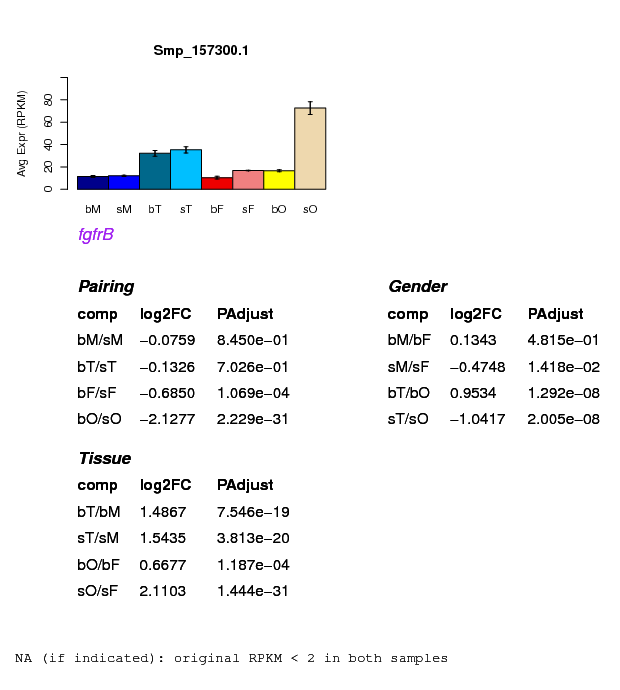 Smp_157300.1
Avg Expr (RPKM)
0 20 40 60 80
bM sM bT sT bF sF bO sO
fgfrB
Pairing
comp log2FC PAdjust
bM/sM −0.0759 8.450e−01
bT/sT −0.1326 7.026e−01
bF/sF −0.6850 1.069e−04
bO/sO −2.1277 2.229e−31
Gender
comp log2FC PAdjust
bM/bF 0.1343 4.815e−01
sM/sF −0.4748 1.418e−02
bT/bO 0.9534 1.292e−08
sT/sO −1.0417 2.005e−08
Tissue
comp log2FC PAdjust
bT/bM 1.4867 7.546e−19
sT/sM 1.5435 3.813e−20
bO/bF 0.6677 1.187e−04
sO/sF 2.1103 1.444e−31
NA (if indicated): original RPKM < 2 in both samples